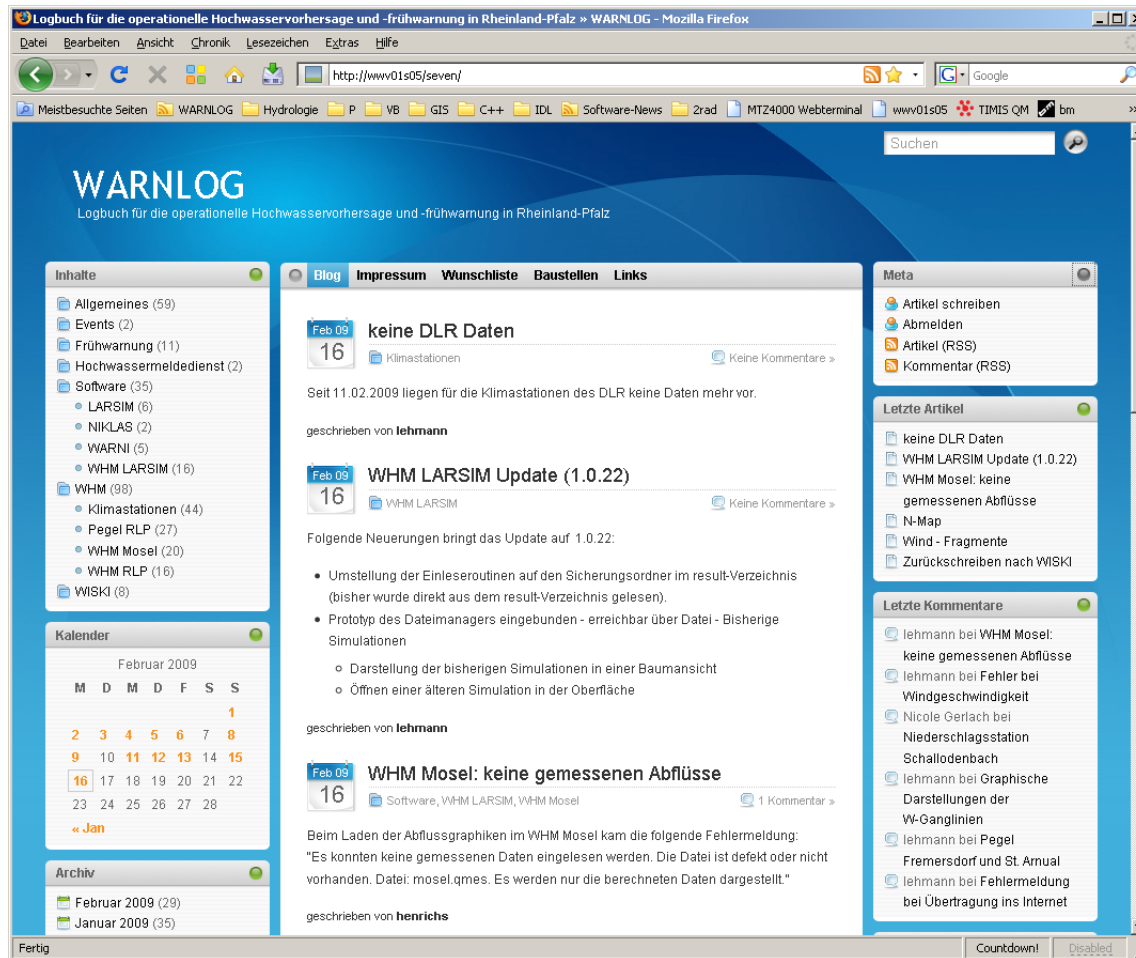 Logbuch für die operationelle Hochwasservorhersage und -frühwarnung in Rheinland-Pfalz » WARNLOG - Mozilla Firefox
Datei Bearbeiten Ansicht Chronik Lesezeichen Extras Hilfe
http://wwv01s05/seven/
G Google
Meistbesuchte Seiten WARNLOG Hydrologie P VB GIS C++ IDL Software-News 2rad MTZ4000 Webterminal wwv01s05 TIMIS QM bm »
Suchen
WARNLOG
Logbuch für die operationelle Hochwasservorhersage und -frühwarnung in Rheinland-Pfalz
Inhalte
Allgemeines (59)
Events (2)
Frühwarnung (11)
Hochwassermeldedienst (2)
Software (35)
LARSIM (6)
NIKLAS (2)
WARNI (5)
WHM LARSIM (16)
WHM (98)
Klimastationen (44)
Pegel RLP (27)
WHM Mosel (20)
WHM RLP (16)
WISKI (8)
Kalender
Februar 2009
M D M D F S S
1
2 3 4 5 6 7 8
9 10 11 12 13 14 15
16 17 18 19 20 21 22
23 24 25 26 27 28
« Jan
Archiv
Februar 2009 (29)
Januar 2009 (35)
Blog Impressum Wunschliste Baustellen Links
Feb 09
16
keine DLR Daten
Klimastationen Keine Kommentare »
Seit 11.02.2009 liegen für die Klimastationen des DLR keine Daten mehr vor.
geschrieben von lehmann
Feb 09
16
WHM LARSIM Update (1.0.22)
WHM LARSIM Keine Kommentare »
Folgende Neuerungen bringt das Update auf 1.0.22:
• Umstellung der Einleseroutinen auf den Sicherungsordner im result-Verzeichnis
(bisher wurde direkt aus dem result-Verzeichnis gelesen).
• Prototyp des Dateimanagers eingebunden - erreichbar über Datei - Bisherige
Simulationen
Darstellung der bisherigen Simulationen in einer Baumansicht
Öffnen einer älteren Simulation in der Oberfläche
geschrieben von lehmann
Feb 09
16
WHM Mosel: keine gemessenen Abflüsse
Software, WHM LARSIM, WHM Mosel 1 Kommentar »
Beim Laden der Abflussgraphiken im WHM Mosel kam die folgende Fehlermeldung:
"Es konnten keine gemessenen Daten eingelesen werden. Die Datei ist defekt oder nicht
vorhanden. Datei: mosel.qmes. Es werden nur die berechneten Daten dargestellt."
geschrieben von henrichs
Meta
Artikel schreiben
Abmelden
Artikel (RSS)
Kommentar (RSS)
Letzte Artikel
keine DLR Daten
WHM LARSIM Update (1.0.22)
WHM Mosel: keine
gemessenen Abflüsse
N-Map
Wind - Fragmente
Zurückschreiben nach WISKI
Letzte Kommentare
lehmann bei WHM Mosel:
keine gemessenen Abflüsse
lehmann bei Fehler bei
Windgeschwindigkeit
Nicole Gerlach bei
Niederschlagsstation
Schallodenbach
lehmann bei Graphische
Darstellungen der
W-Ganglinien
lehmann bei Pegel
Fremersdorf und St. Arnual
lehmann bei Fehlermeldung
bei Übertragung ins Internet
Fertig Countdown! Disabled